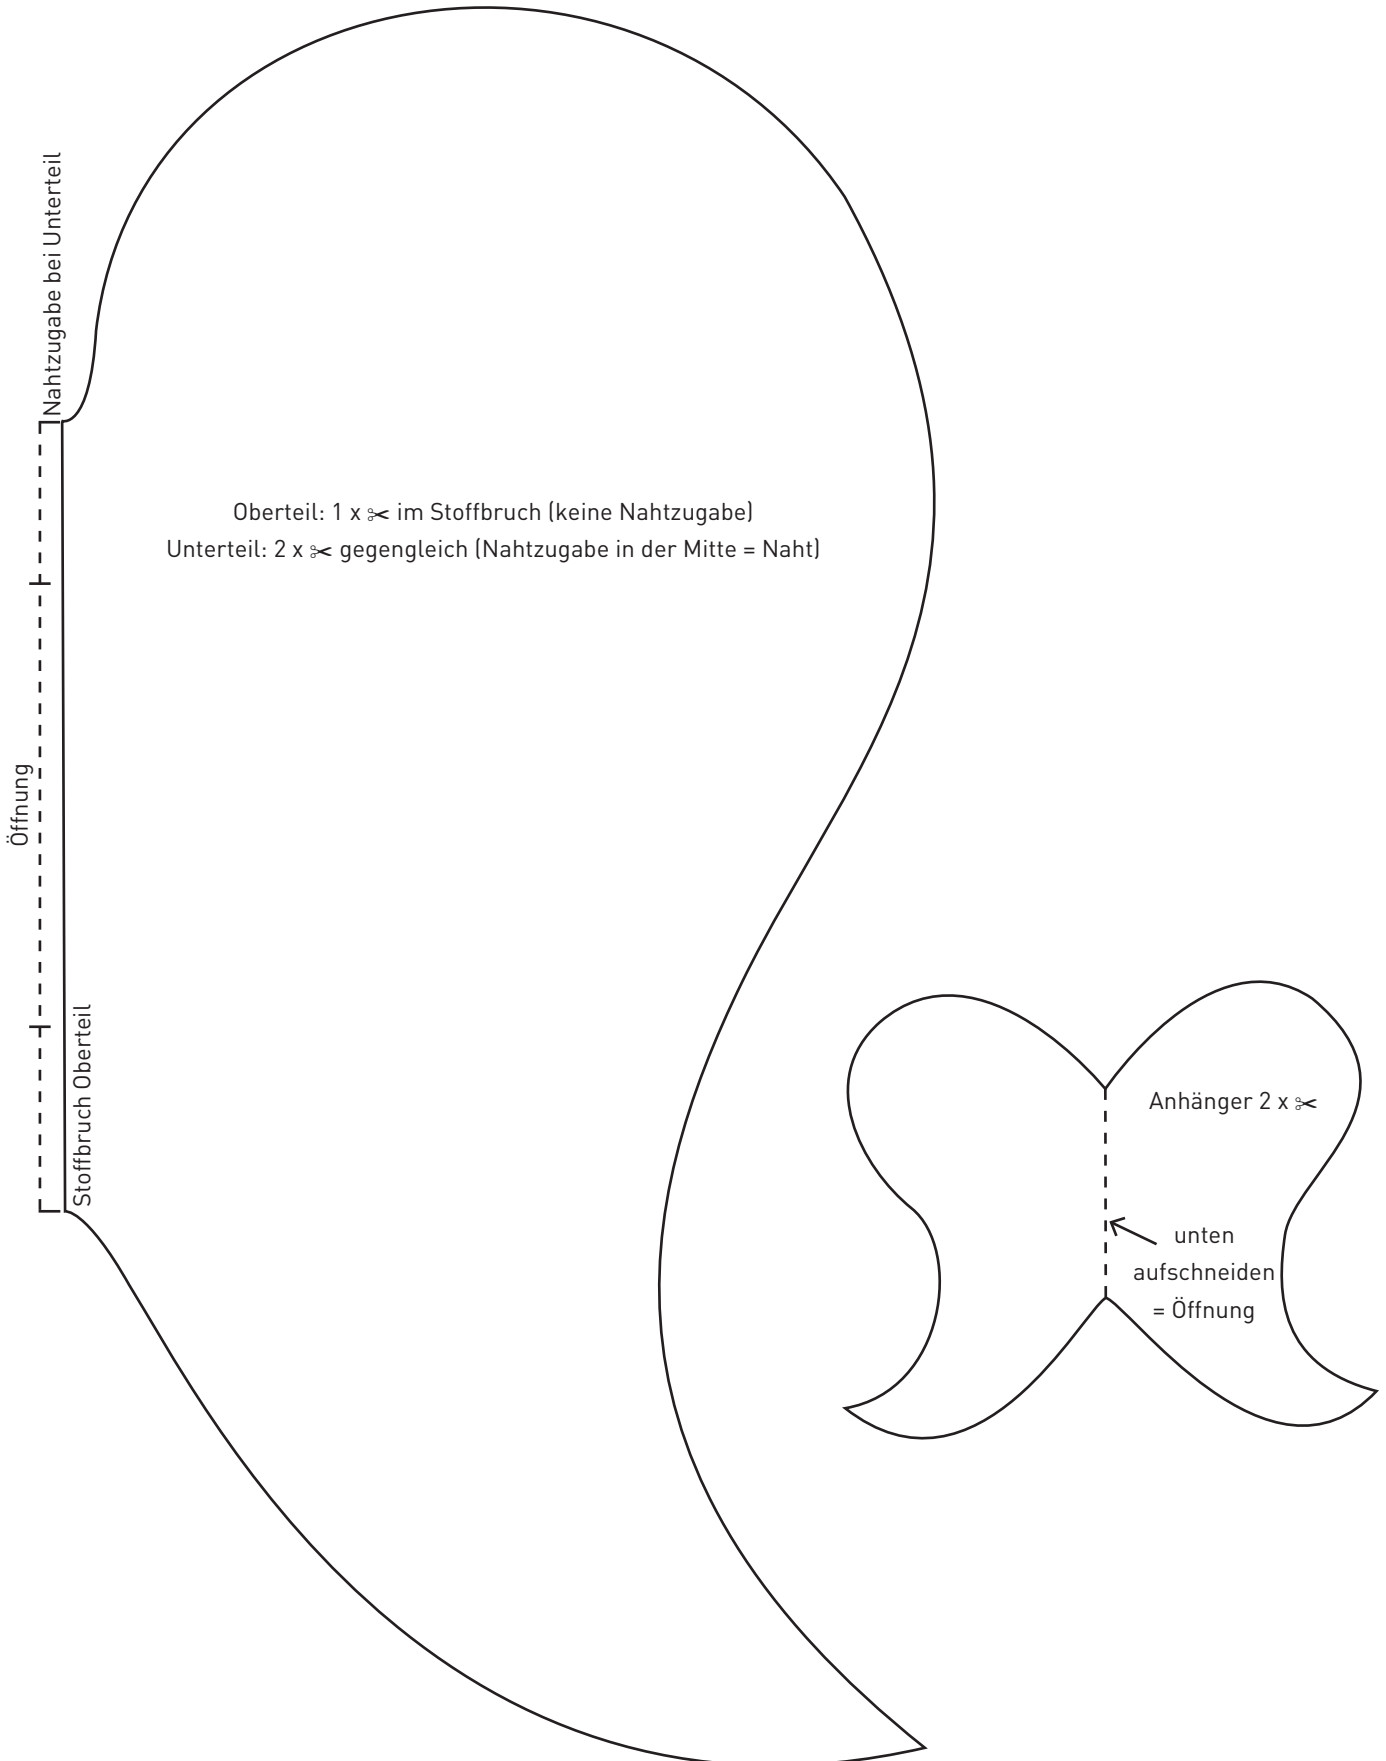 Nahtzugabe bei Unterteil
Oberteil: 1 x ✂ im Stoffbruch (keine Nahtzugabe)
Unterteil: 2 x ✂ gegengleich (Nahtzugabe in der Mitte = Naht)
Öffnung
Stoffbruch Oberteil
Anhänger 2 x ✂
unten
aufschneiden
= Öffnung